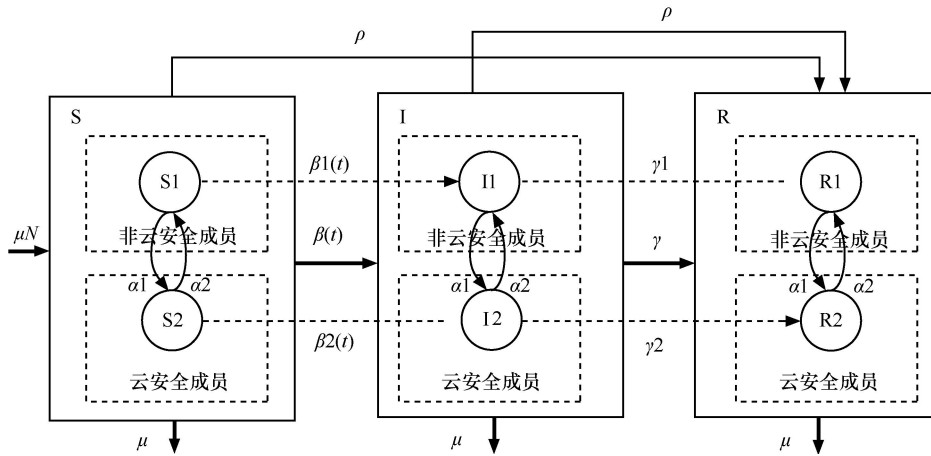 ρ
ρ
S
I
R
S1
β1(t)
I1
γ1
R1
μN
非云安全成员
β(t)
非云安全成员
γ
非云安全成员
α1
α2
α1
α2
α1
α2
S2
β2(t)
I2
γ2
R2
云安全成员
云安全成员
云安全成员
μ
μ
μ